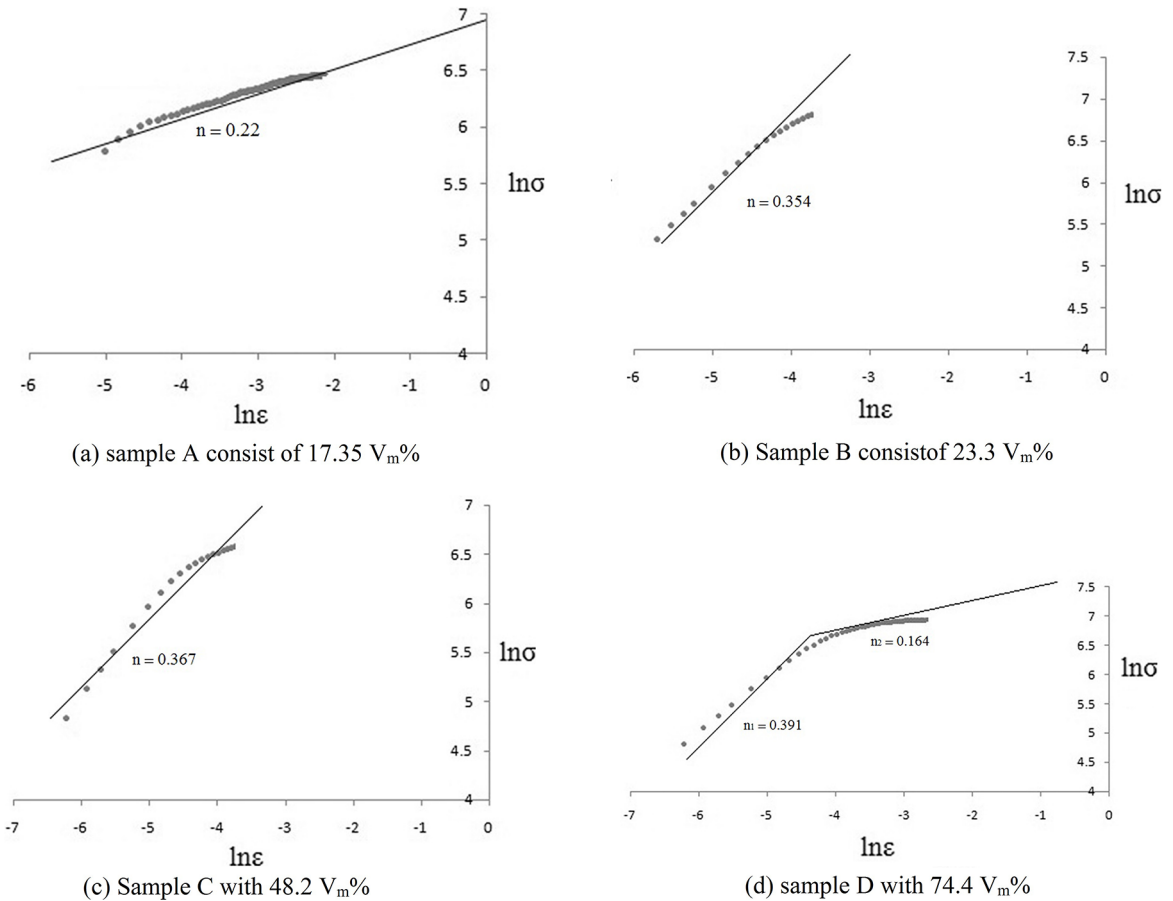 7
6.5
6
5.5
5
4.5
4
lnσ
n = 0.22
-6 -5 -4 -3 -2 -1 0
lnε
(a) sample A consist of 17.35 Vm%
7.5
7
6.5
6
5.5
5
4.5
4
lnσ
n = 0.354
-6 -5 -4 -3 -2 -1 0
lnε
(b) Sample B consistof 23.3 Vm%
7
6.5
6
5.5
5
4.5
4
lnσ
n = 0.367
-7 -6 -5 -4 -3 -2 -1 0
lnε
(c) Sample C with 48.2 Vm%
7.5
7
6.5
6
5.5
5
4.5
4
lnσ
n₂ = 0.164
n₁ = 0.391
-7 -6 -5 -4 -3 -2 -1 0
lnε
(d) sample D with 74.4 Vm%